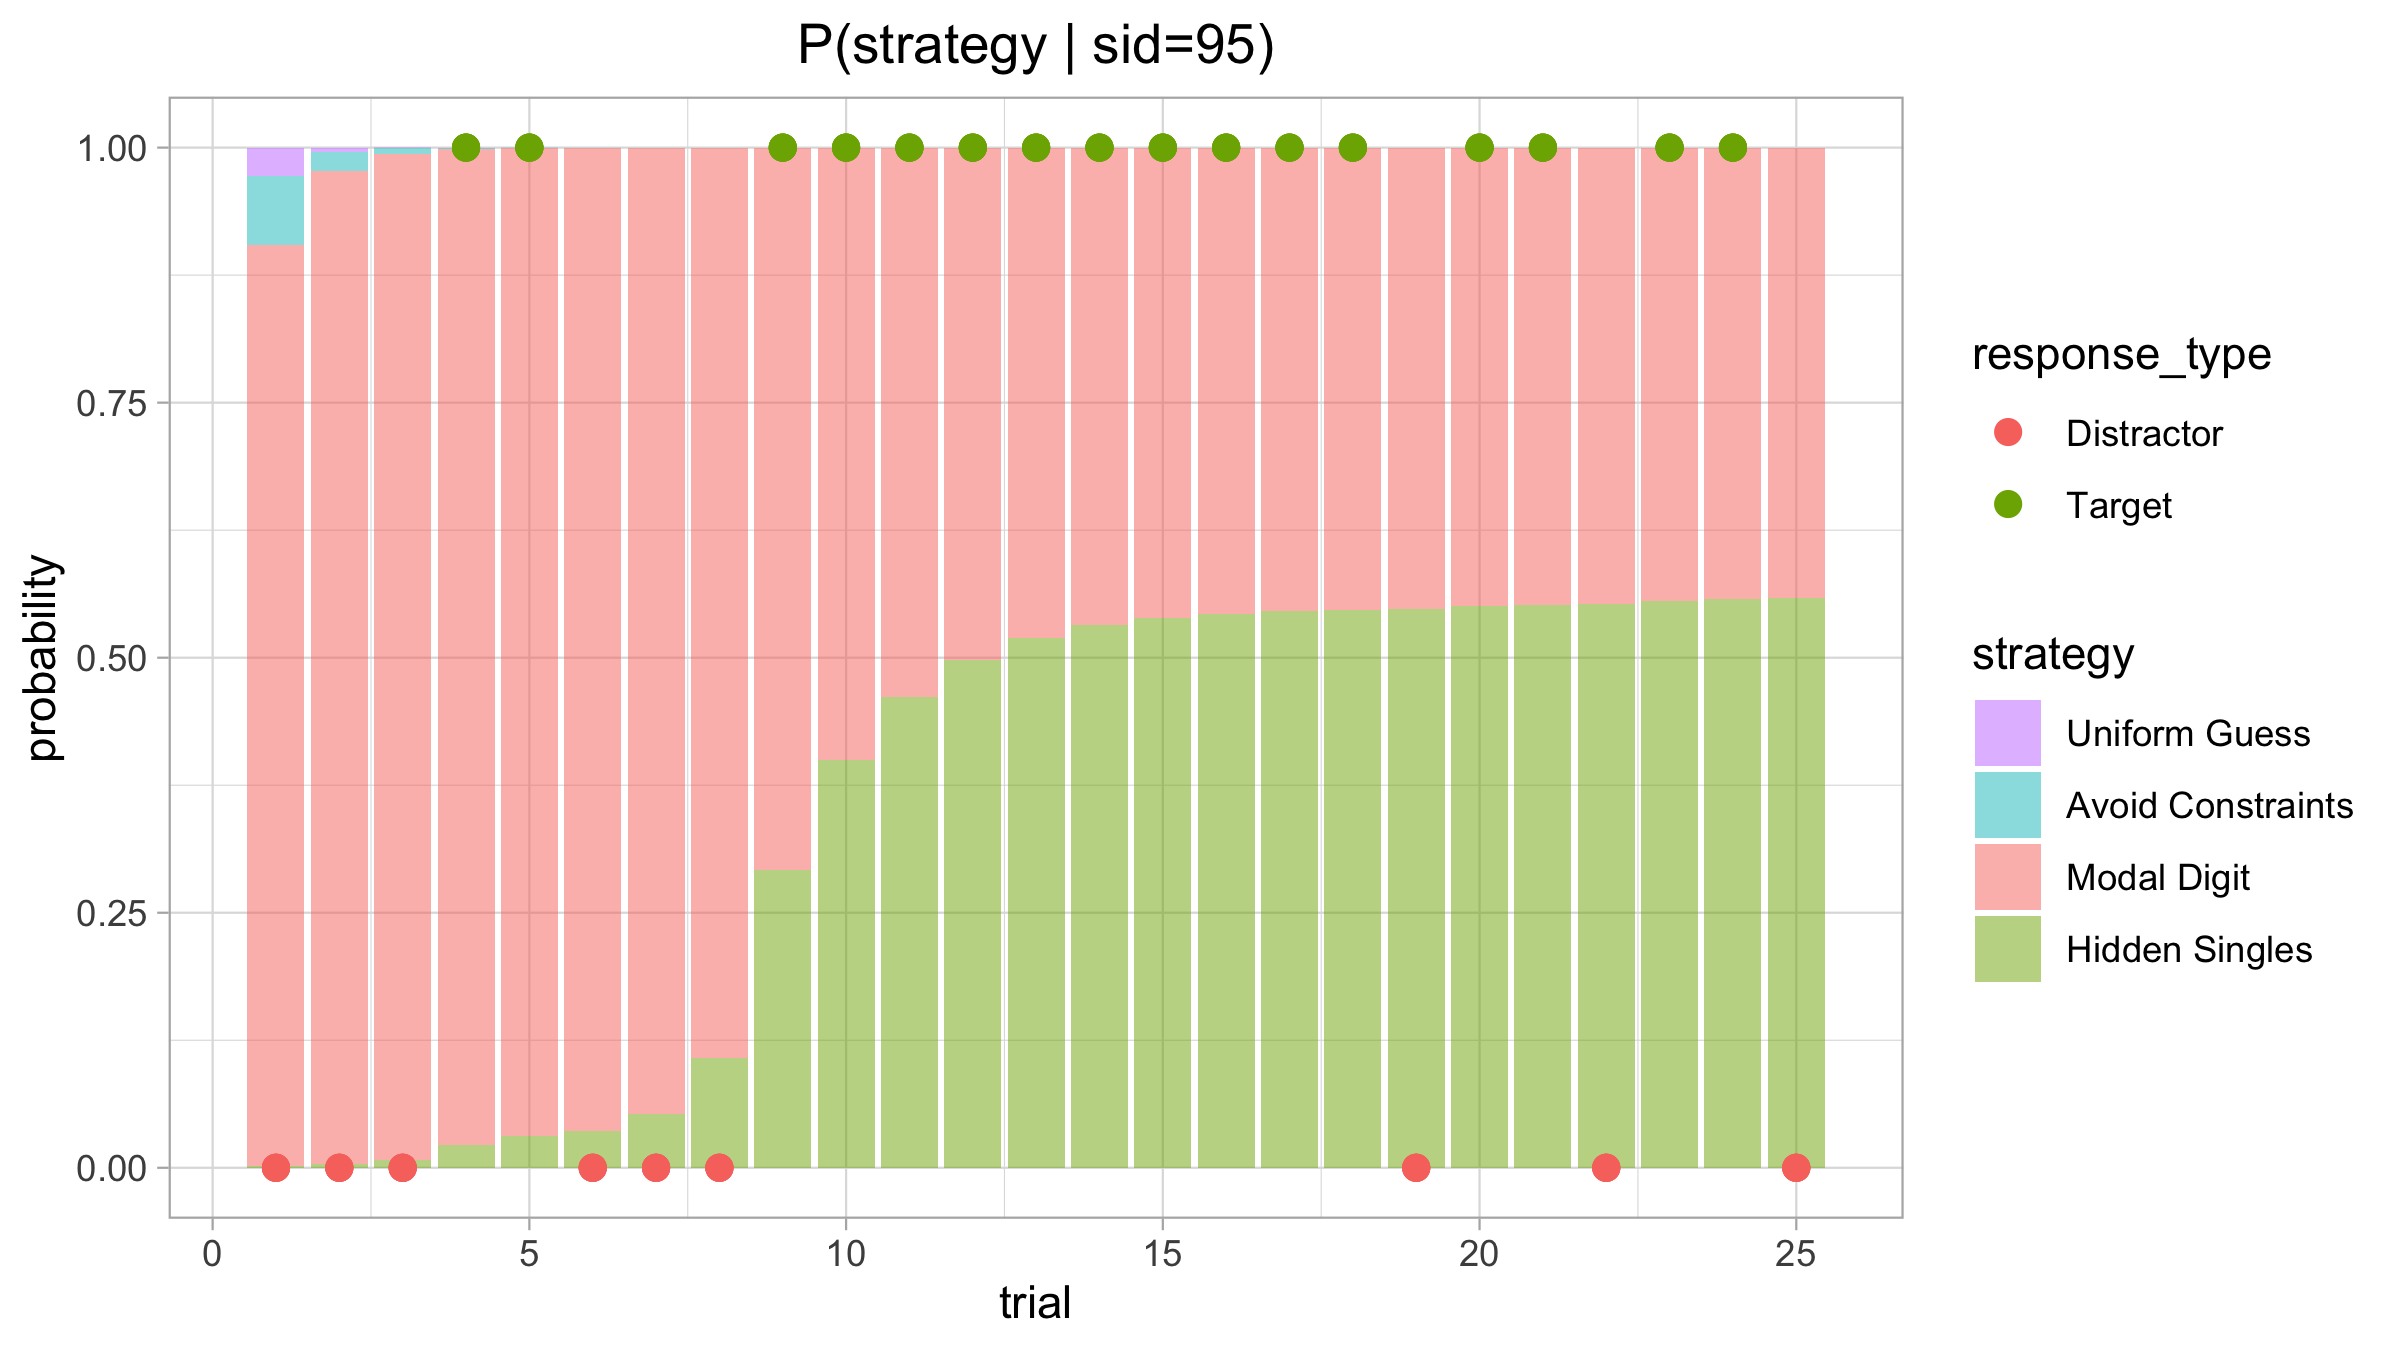 P(strategy | sid=95)
probability
1.00
0.75
0.50
0.25
0.00
0 5 10 15 20 25
trial
response_type
Distractor
Target
strategy
Uniform Guess
Avoid Constraints
Modal Digit
Hidden Singles